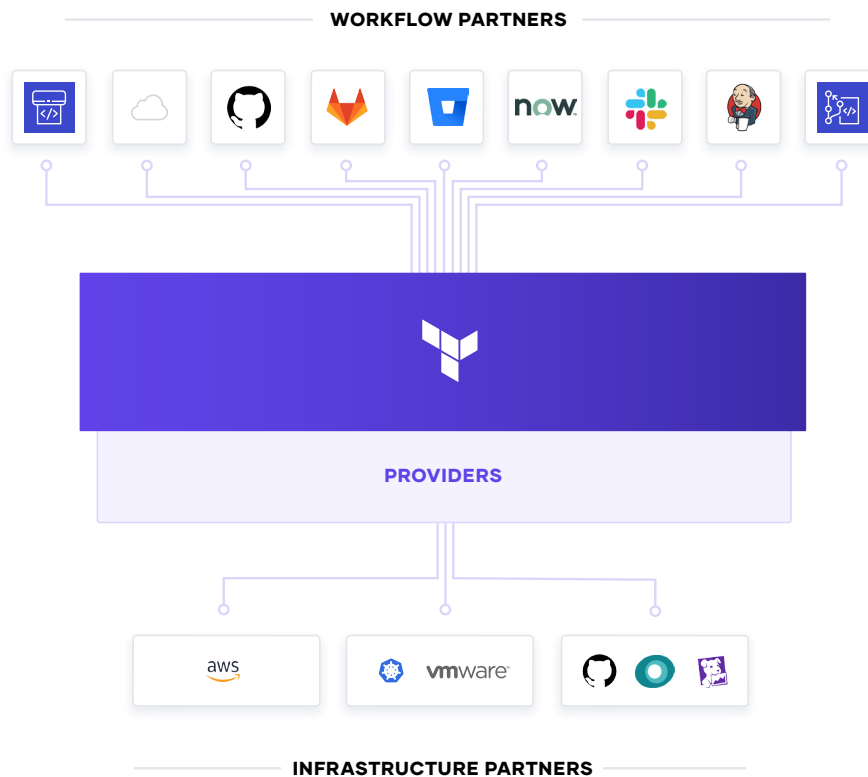 WORKFLOW PARTNERS
</>
now
</>
PROVIDERS
aws
vmware
INFRASTRUCTURE PARTNERS